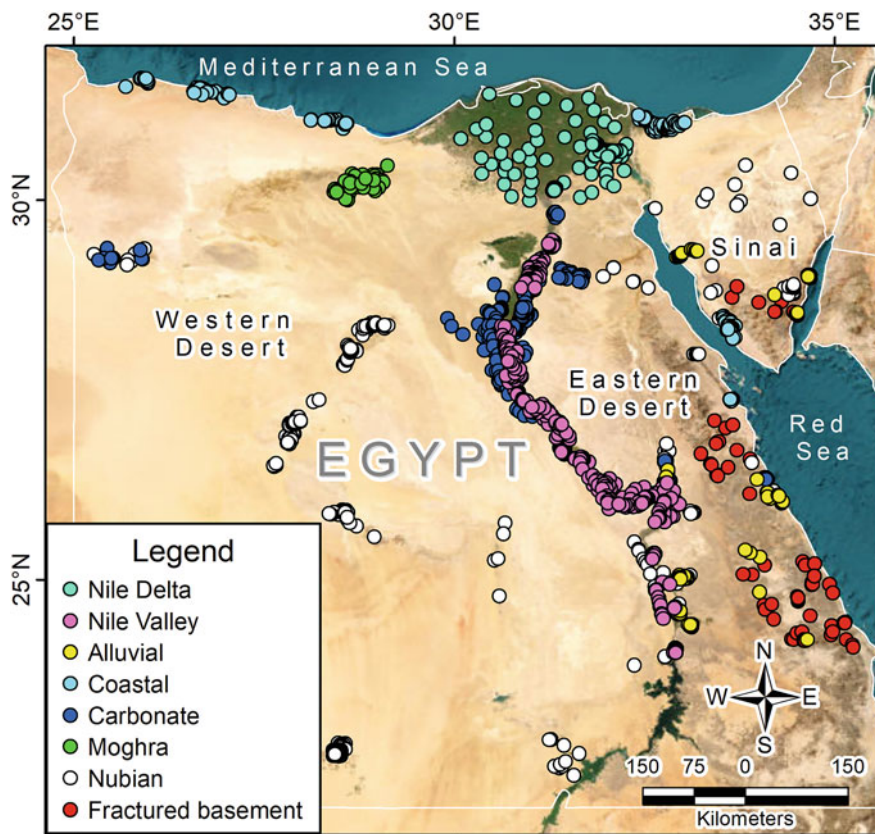 25°E
30°E
35°E
Mediterranean Sea
30°N
Sinai
Western
Desert
Eastern
Desert
Red
Sea
EGYPT
25°N
Legend
Nile Delta
Nile Valley
Alluvial
Coastal
Carbonate
Moghra
Nubian
Fractured basement
N
W
E
S
150 75 0 150
Kilometers